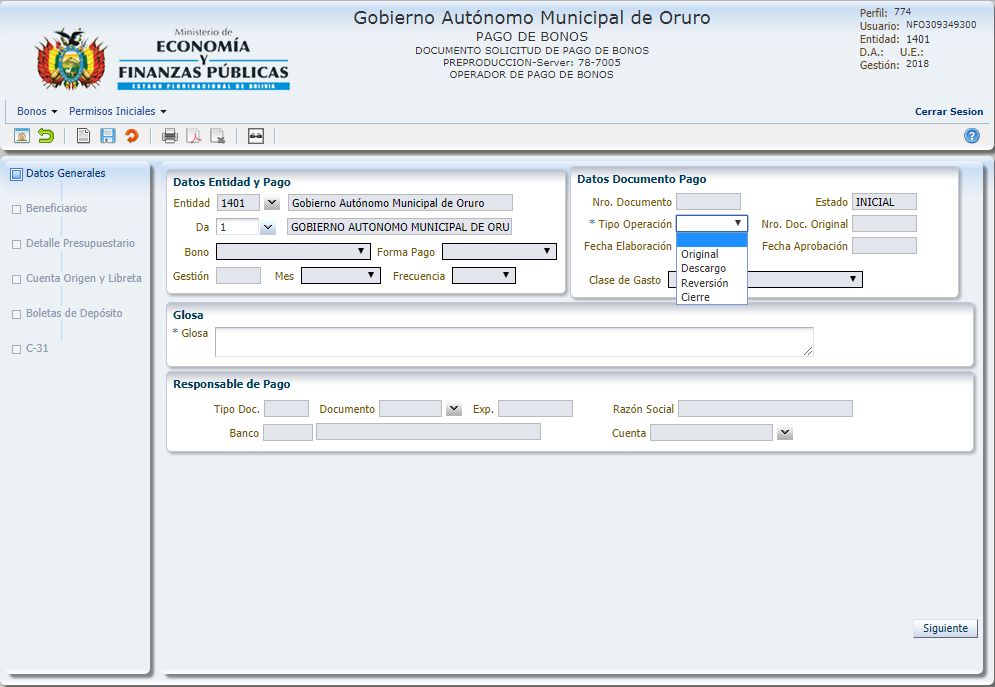 Ministerio de
ECONOMÍA
Y
FINANZAS PÚBLICAS
ESTADO PLURINACIONAL DE BOLIVIA
Gobierno Autónomo Municipal de Oruro
PAGO DE BONOS
DOCUMENTO SOLICITUD DE PAGO DE BONOS
PREPRODUCCION-Server: 78-7005
OPERADOR DE PAGO DE BONOS
Perfil: 774
Usuario: NFO309349300
Entidad: 1401
D.A.: U.E.:
Gestión: 2018
Bonos Permisos Iniciales Cerrar Sesion
Datos Generales
Beneficiarios
Detalle Presupuestario
Cuenta Origen y Libreta
Boletas de Depósito
C-31
Datos Entidad y Pago
Entidad 1401 Gobierno Autónomo Municipal de Oruro
Da 1 GOBIERNO AUTONOMO MUNICIPAL DE ORU
Bono Forma Pago
Gestión Mes Frecuencia
Datos Documento Pago
Nro. Documento Estado INICIAL
* Tipo Operación Nro. Doc. Original
Fecha Elaboración Fecha Aprobación
Original
Descargo
Reversión
Cierre
Clase de Gasto
Glosa
* Glosa
Responsable de Pago
Tipo Doc. Documento Exp. Razón Social
Banco Cuenta
Siguiente